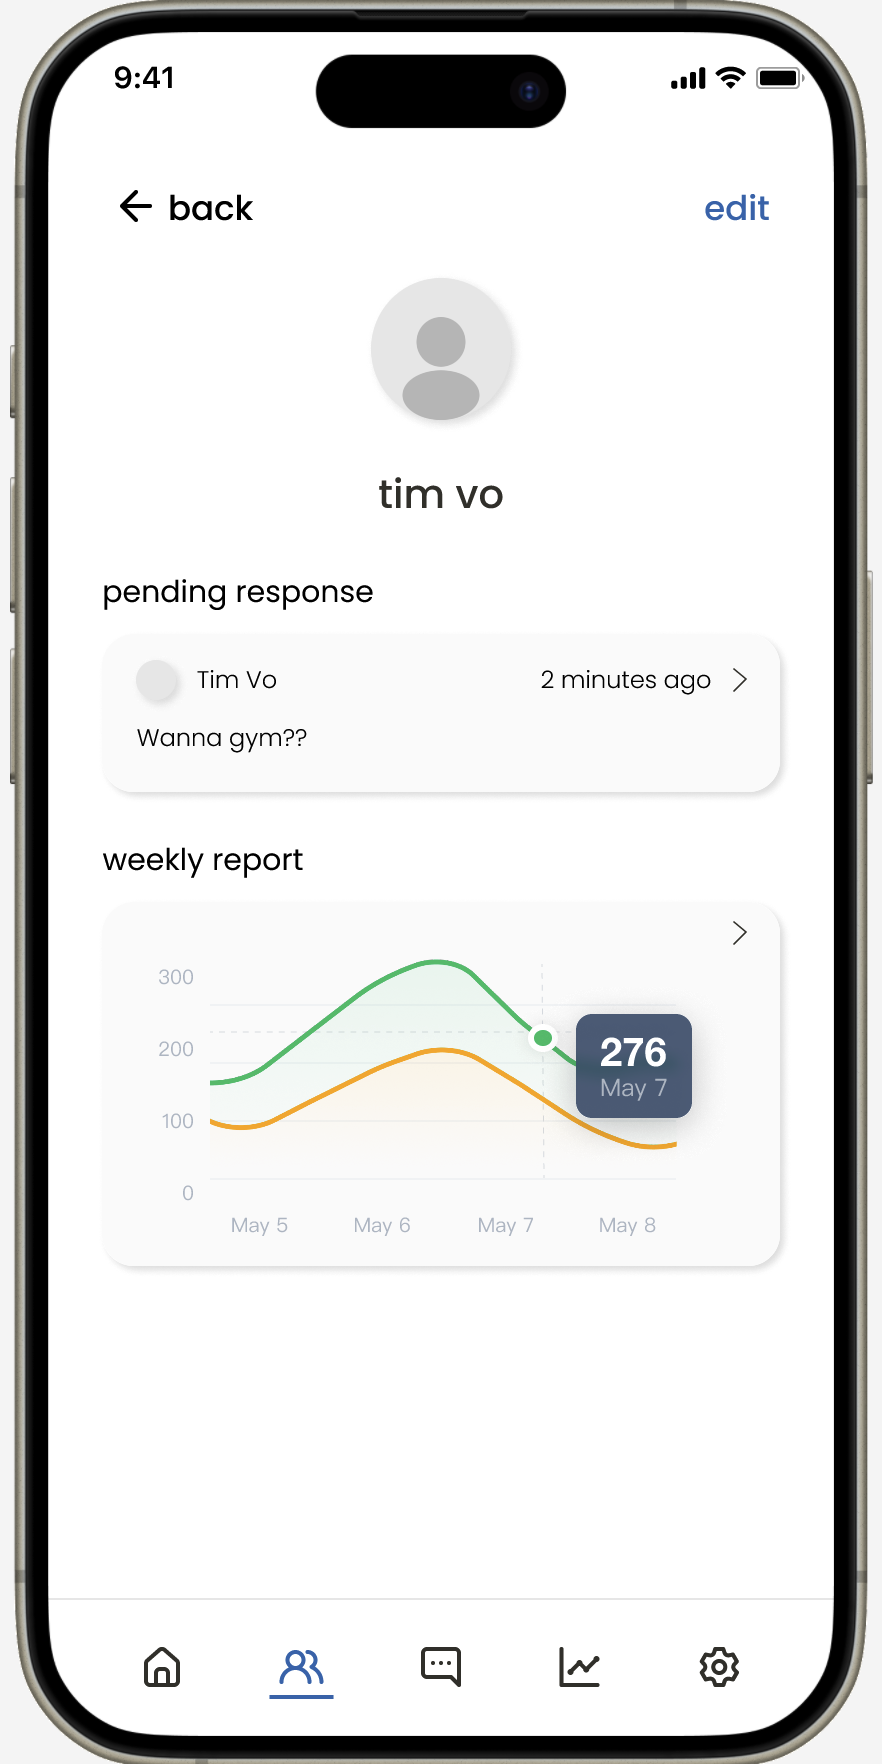 9:41
back
edit
tim vo
pending response
Tim Vo
2 minutes ago
Wanna gym??
weekly report
300
200
100
0
276
May 7
May 5
May 6
May 7
May 8